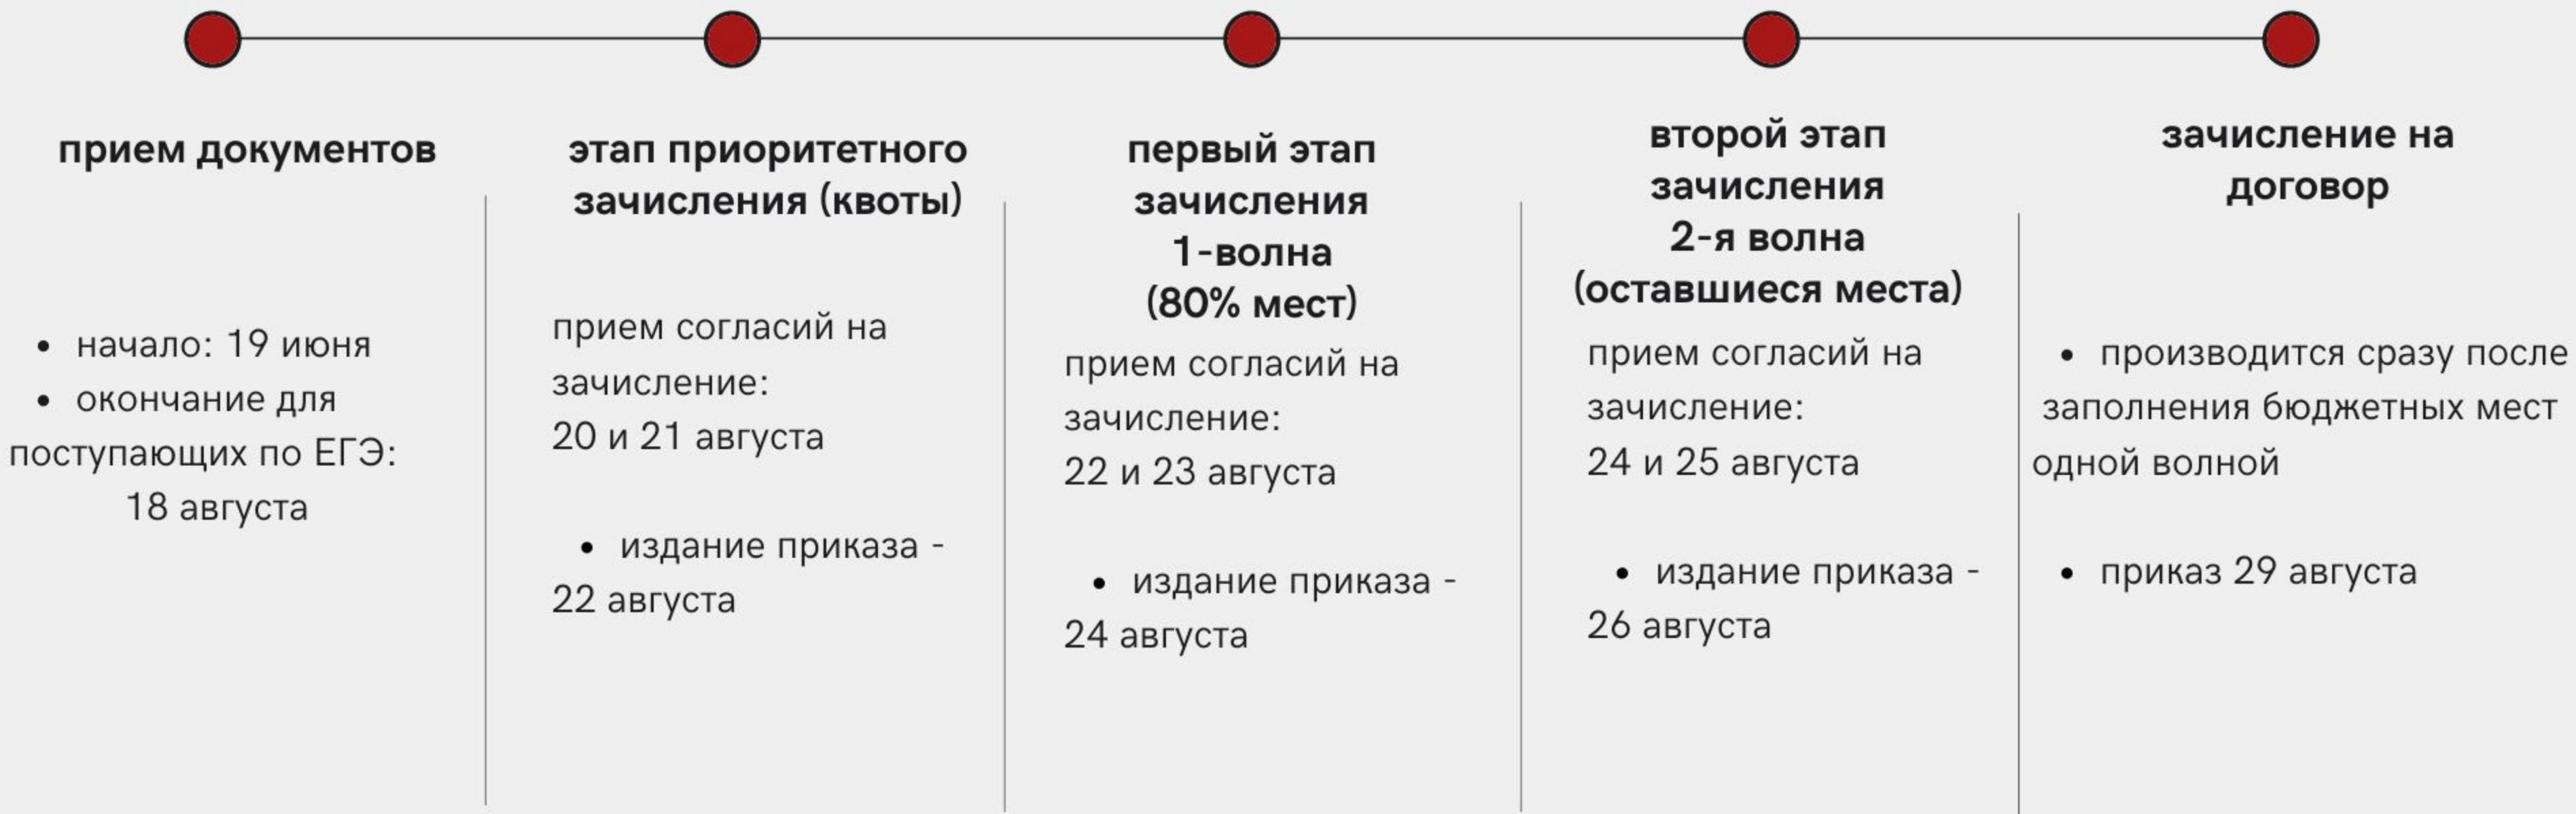 прием документов
• начало: 19 июня
• окончание для
поступающих по ЕГЭ:
18 августа
этап приоритетного
зачисления (квоты)
прием согласий на
зачисление:
20 и 21 августа
• издание приказа -
22 августа
первый этап
зачисления
1-волна
(80% мест)
прием согласий на
зачисление:
22 и 23 августа
• издание приказа -
24 августа
второй этап
зачисления
2-я волна
(оставшиеся места)
прием согласий на
зачисление:
24 и 25 августа
• издание приказа -
26 августа
зачисление на
договор
• производится сразу после
заполнения бюджетных мест
одной волной
• приказ 29 августа